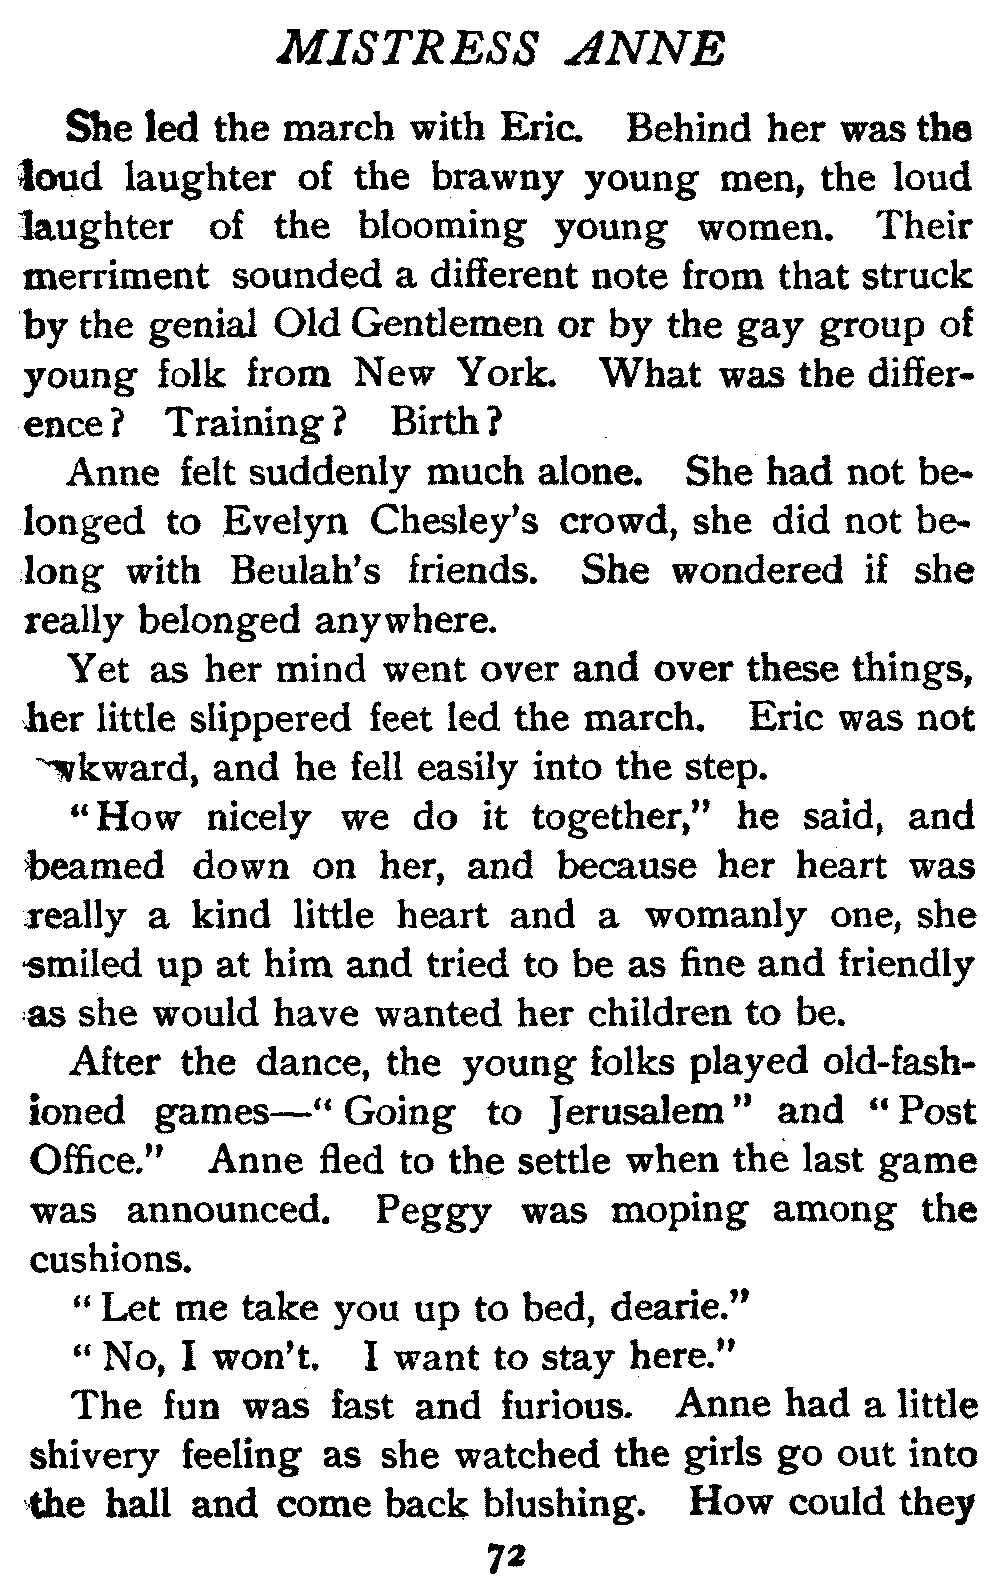 MISTRESS ANNE
She led the march with Eric. Behind her was the
loud laughter of the brawny young men, the loud
laughter of the blooming young women. Their
merriment sounded a different note from that struck
by the genial Old Gentlemen or by the gay group of
young folk from New York. What was the differ-
ence? Training? Birth?
Anne felt suddenly much alone. She had not be-
longed to Evelyn Chesley's crowd, she did not be-
long with Beulah's friends. She wondered if she
really belonged anywhere.
Yet as her mind went over and over these things,
her little slippered feet led the march. Eric was not
awkward, and he fell easily into the step.
"How nicely we do it together," he said, and
beamed down on her, and because her heart was
really a kind little heart and a womanly one, she
smiled up at him and tried to be as fine and friendly
as she would have wanted her children to be.
After the dance, the young folks played old-fash-
ioned games—"Going to Jerusalem" and "Post
Office." Anne fled to the settle when the last game
was announced. Peggy was moping among the
cushions.
"Let me take you up to bed, dearie."
"No, I won't. I want to stay here."
The fun was fast and furious. Anne had a little
shivery feeling as she watched the girls go out into
the hall and come back blushing. How could they
72